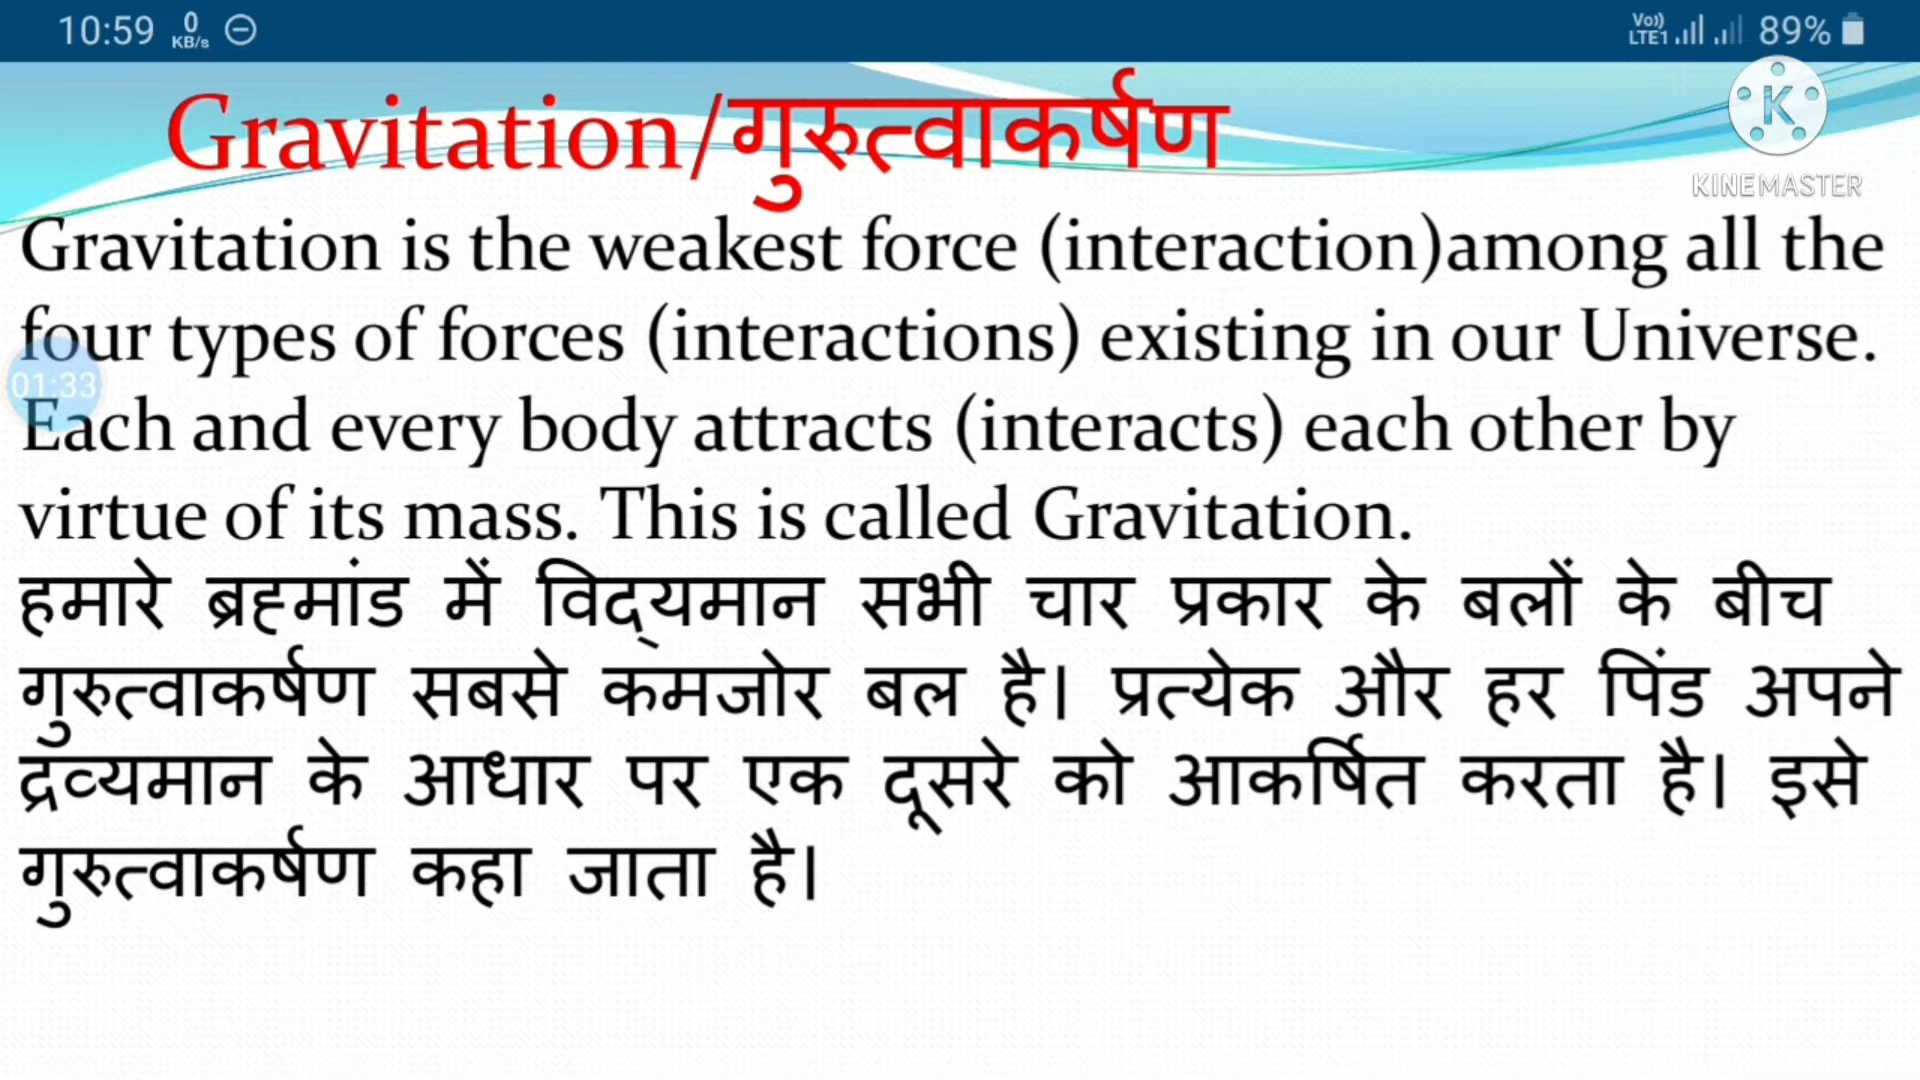 10:59 0 KB/s Vo)) LTE1 89%
Gravitation/गुरुत्वाकर्षण
K
KINEMASTER
Gravitation is the weakest force (interaction)among all the
four types of forces (interactions) existing in our Universe.
01:33
Each and every body attracts (interacts) each other by
virtue of its mass. This is called Gravitation.
हमारे ब्रह्मांड में विद्यमान सभी चार प्रकार के बलों के बीच
गुरुत्वाकर्षण सबसे कमजोर बल है। प्रत्येक और हर पिंड अपने
द्रव्यमान के आधार पर एक दूसरे को आकर्षित करता है। इसे
गुरुत्वाकर्षण कहा जाता है।